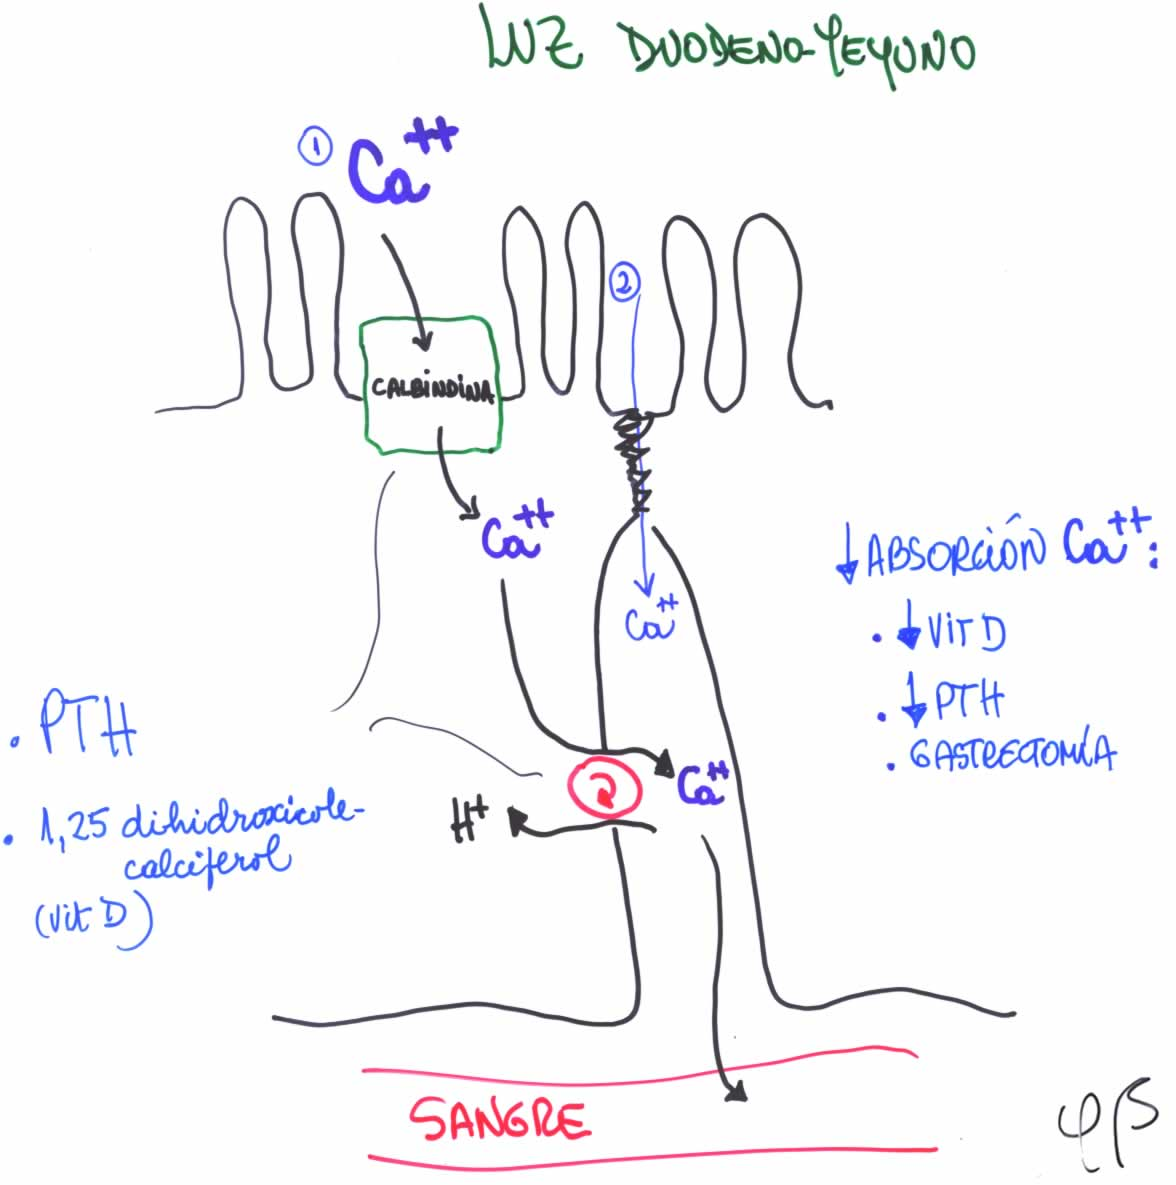 LUZ DUODENO-YEYUNO
1 Ca++
2
CALBINDINA
Ca++
Ca++
↓ABSORCIÓN Ca++:
. ↓VIT D
. ↓PTH
. GASTRECTOMÍA
. PTH
. 1,25 dihidroxicole-
calciferol
(Vit D)
Ca++
H+
SANGRE